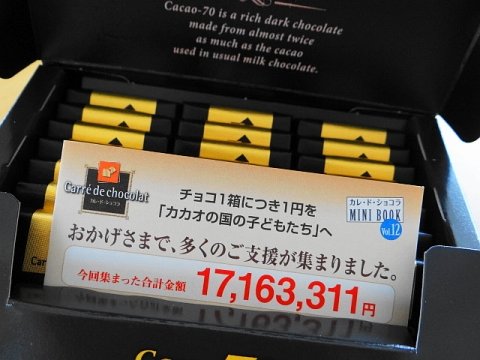 Cacao-70 is a rich dark chocolate
made from almost twice
as much as the cacao
used in usual milk chocolate.
Carré de chocolat
カレ・ド・ショコラ
チョコ1箱につき1円を
「カカオの国の子どもたち」へ
カレ・ド・ショコラ
MINI BOOK
Vol.12
おかげさまで、多くのご支援が集まりました。
今回集まった合計金額 17,163,311円